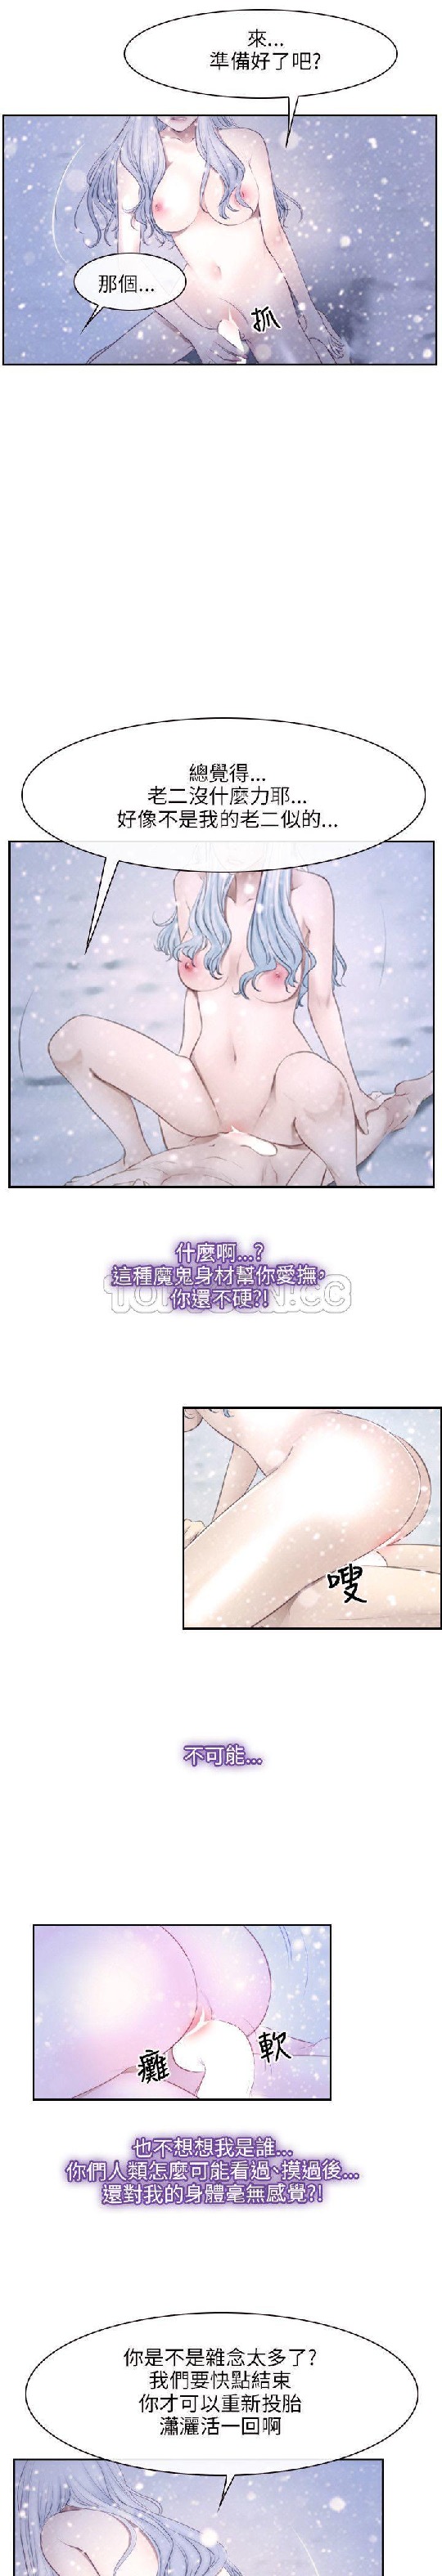 來...
準備好了吧?
那個...
抓
總覺得...
老二沒什麼力耶...
好像不是我的老二似的...
什麼啊...?
這種魔鬼身材幫你愛撫,
你還不硬?!
嗖
不可能...
軟
癱
也不想想我是誰...
你們人類怎麼可能看過、摸過後...
還對我的身體毫無感覺?!
你是不是雜念太多了?
我們要快點結束
你才可以重新投胎
瀟灑活一回啊